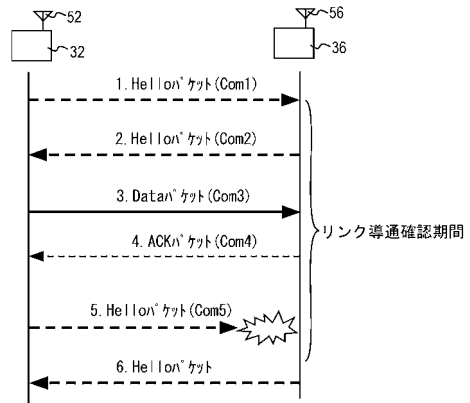 52
56
32
36
1.Helloパケット(Com1)
2.Helloパケット(Com2)
3.Dataパケット(Com3)
リンク導通確認期間
4.ACKパケット(Com4)
5.Helloパケット(Com5)
6.Helloパケット